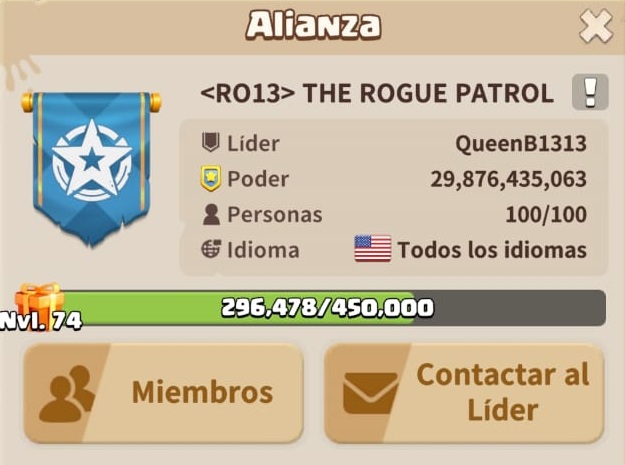 Alianza
<RO13> THE ROGUE PATROL
Líder QueenB1313
Poder 29,876,435,063
Personas 100/100
Idioma Todos los idiomas
296,478/450,000
Nvl. 74
Miembros
Contactar al
Líder